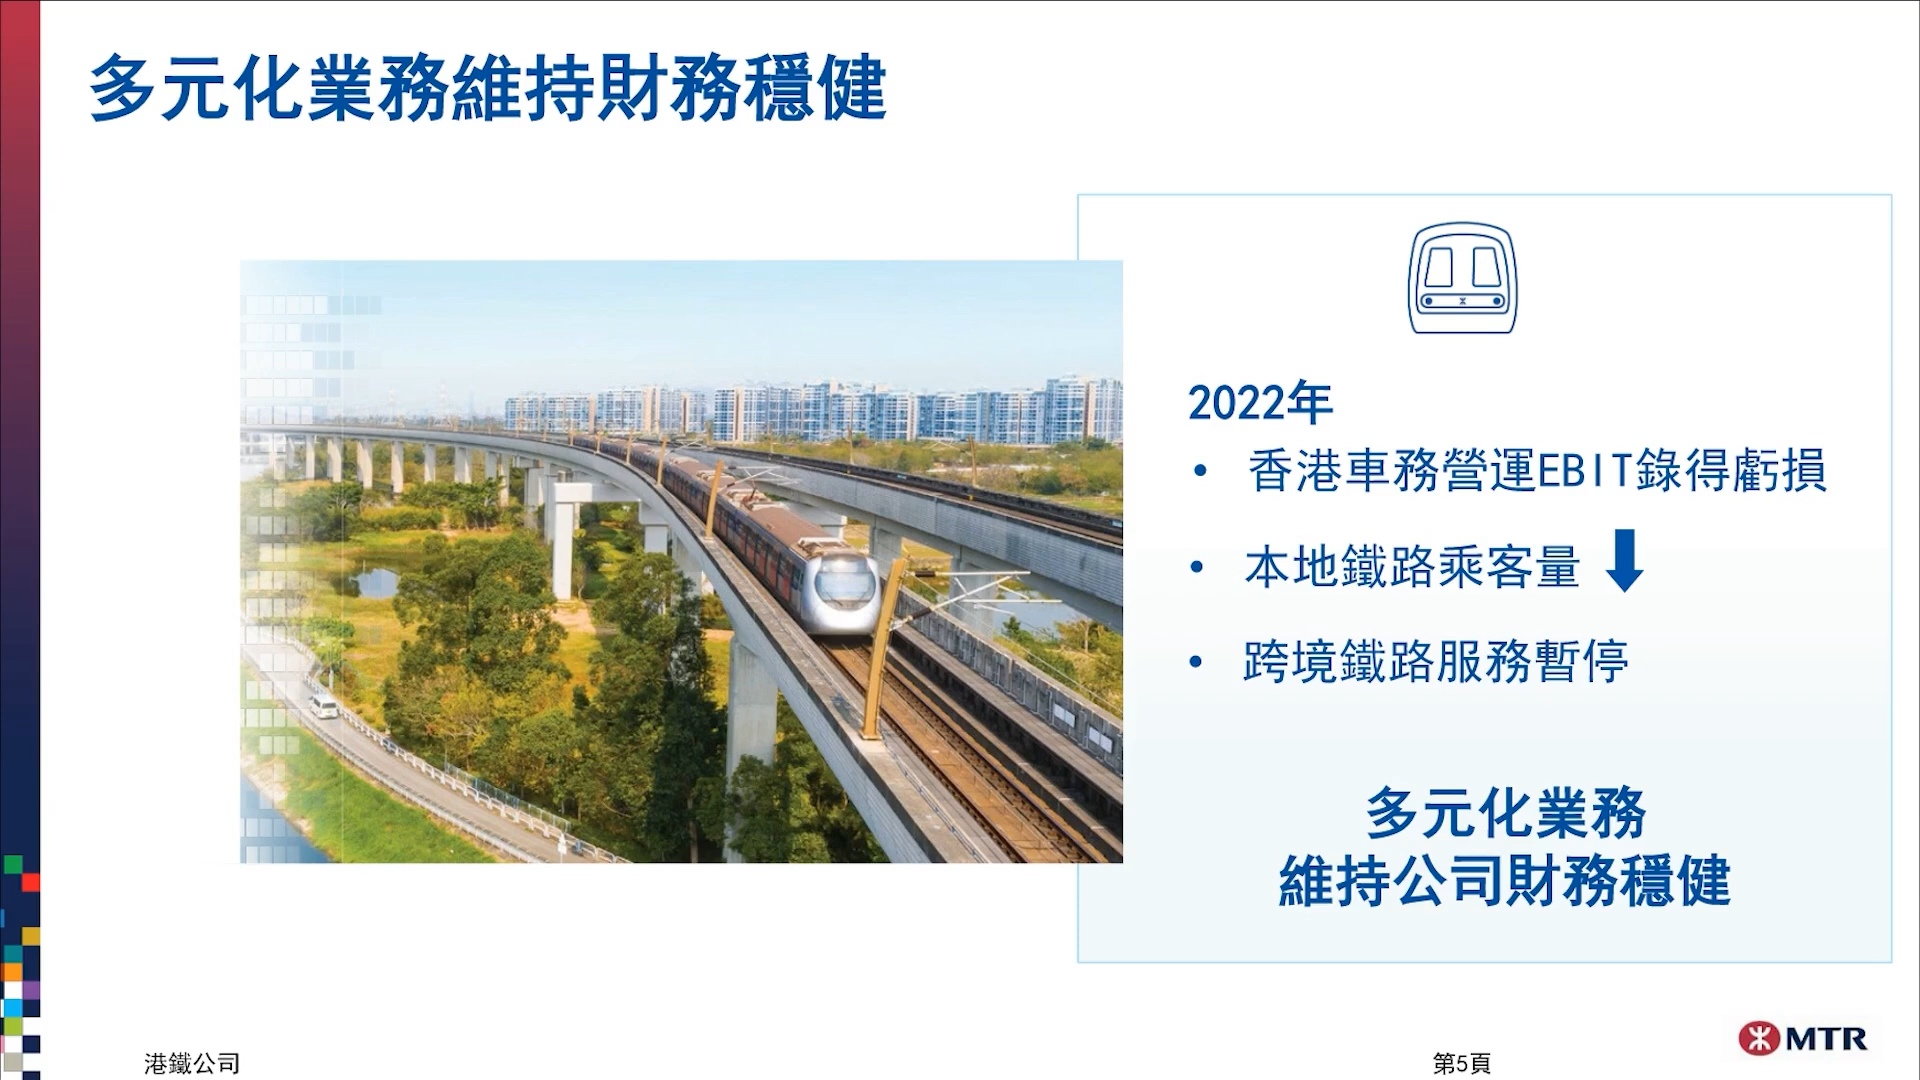 多元化業務維持財務穩健
2022年
• 香港車務營運EBIT錄得虧損
• 本地鐵路乘客量
• 跨境鐵路服務暫停
多元化業務
維持公司財務穩健
港鐵公司
第5頁
MTR